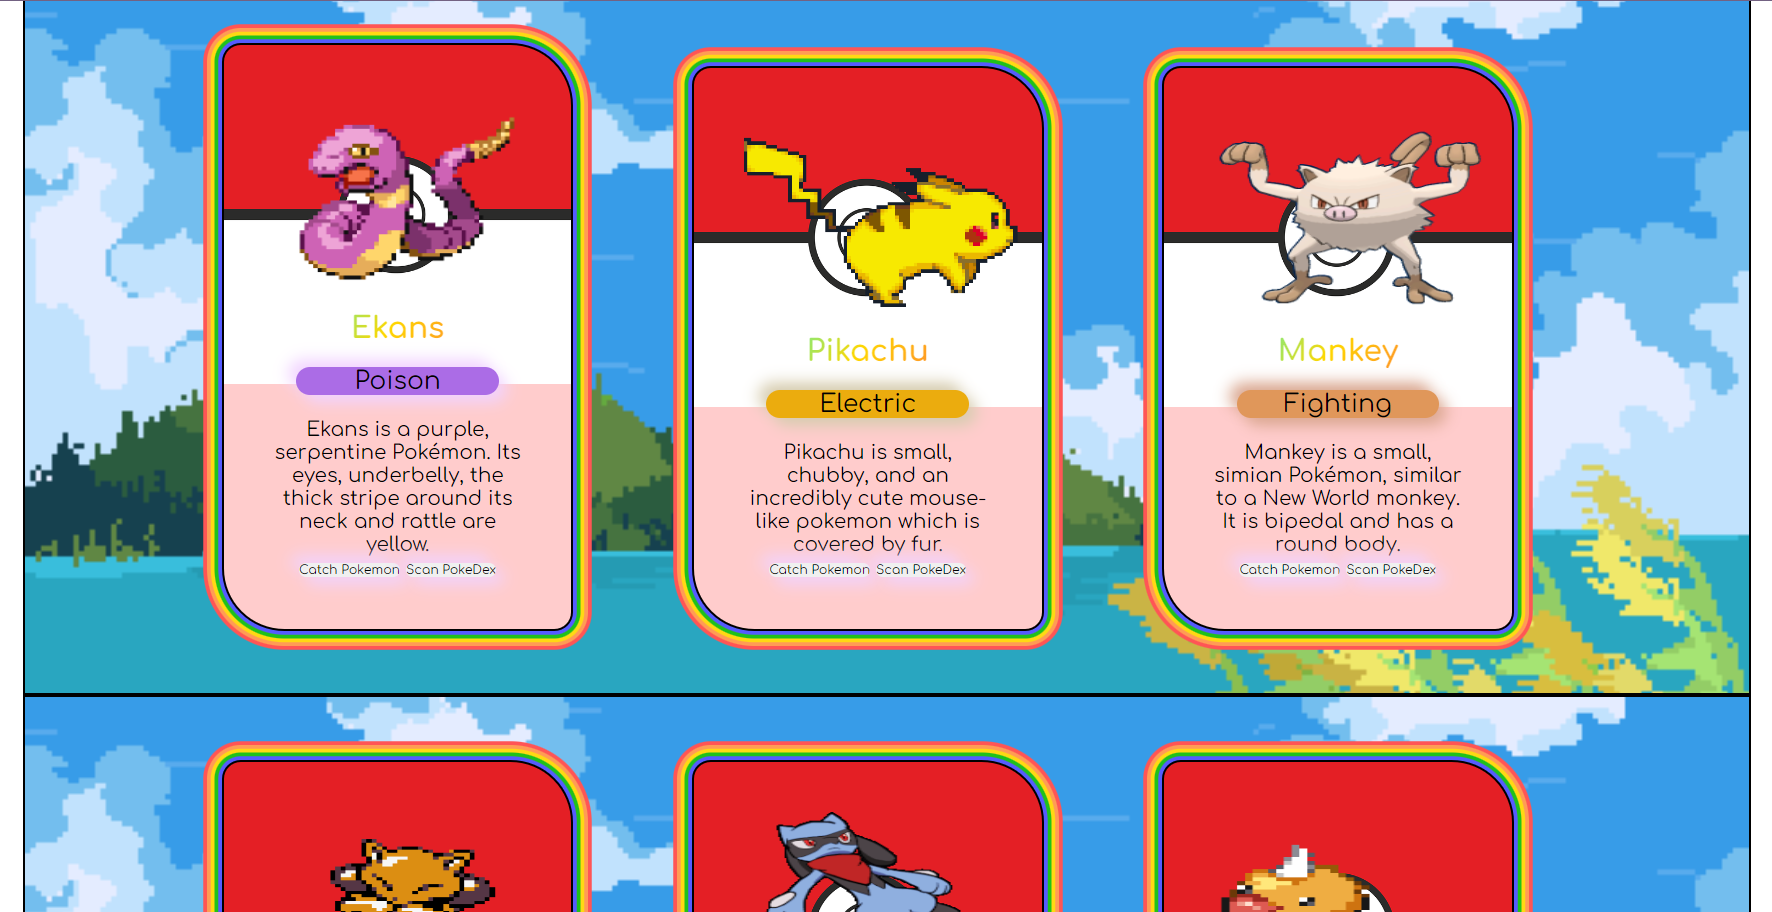 Ekans
Poison
Ekans is a purple,
serpentine Pokémon. Its
eyes, underbelly, the
thick stripe around its
neck and rattle are
yellow.
Catch Pokemon Scan PokeDex
Pikachu
Electric
Pikachu is small,
chubby, and an
incredibly cute mouse-
like pokemon which is
covered by fur.
Catch Pokemon Scan PokeDex
Mankey
Fighting
Mankey is a small,
simian Pokémon, similar
to a New World monkey.
It is bipedal and has a
round body.
Catch Pokemon Scan PokeDex